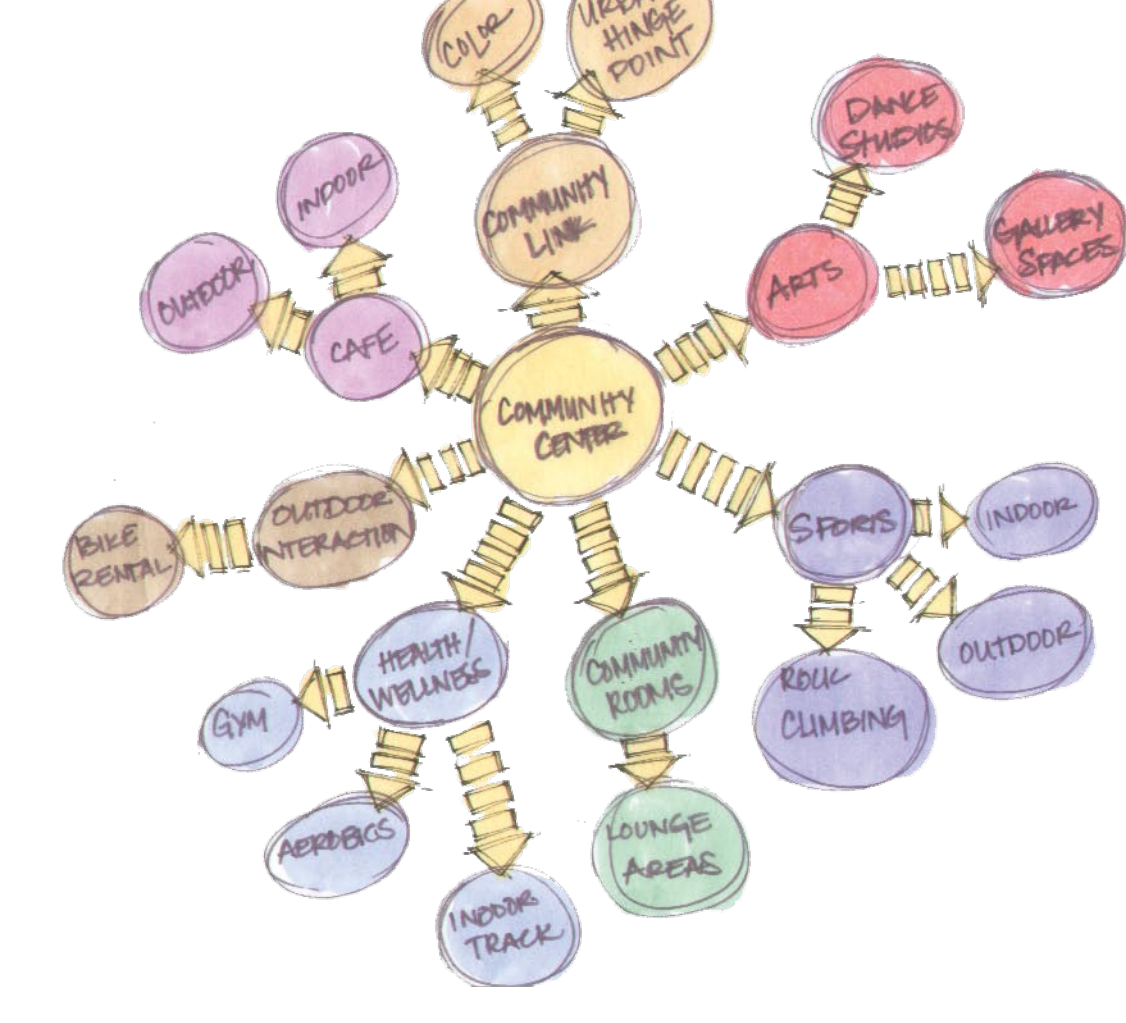 COLOR
URBAN
HINGE
POINT
DANCE
STUDIOS
INDOOR
COMMUNITY
LINK
GALLERY
SPACES
OUTDOOR
ARTS
CAFE
COMMUNITY
CENTER
OUTDOOR
INTERACTION
BIKE
RENTAL
SPORTS
INDOOR
HEALTH/
WELLNESS
COMMUNITY
ROOMS
OUTDOOR
ROCK
CLIMBING
GYM
AEROBICS
LOUNGE
AREAS
INDOOR
TRACK